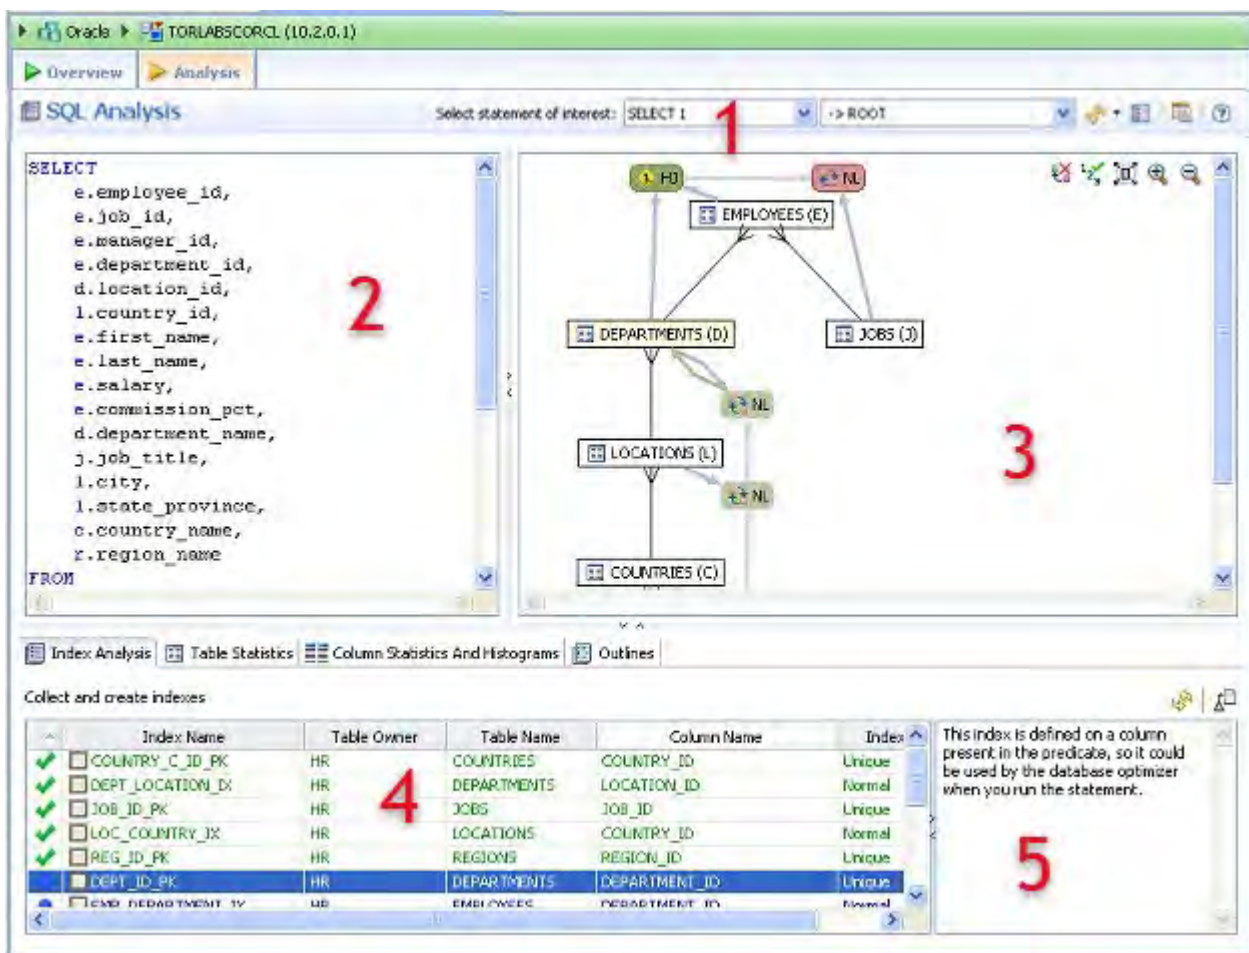 Oracle TORLABSCORCL (10.2.0.1)
Overview Analysis
SQL Analysis Select statement of interest: SELECT 1 -> ROOT
1
SELECT
e.employee_id,
e.job_id,
e.manager_id,
e.department_id,
d.location_id,
l.country_id,
e.first_name,
e.last_name,
e.salary,
e.commission_pct,
d.department_name,
j.job_title,
l.city,
l.state_province,
c.country_name,
r.region_name
FROM
2
HJ NL
EMPLOYEES (E)
DEPARTMENTS (D) JOBS (J)
NL
LOCATIONS (L)
NL
COUNTRIES (C)
3
Index Analysis Table Statistics Column Statistics And Histograms Outlines
Collect and create indexes
Index Name Table Owner Table Name Column Name Index
COUNTRY_C_ID_PK HR COUNTRIES COUNTRY_ID Unique
DEPT_LOCATION_IX HR DEPARTMENTS LOCATION_ID Normal
JOB_ID_PK HR JOBS JOB_ID Unique
LOC_COUNTRY_IX HR LOCATIONS COUNTRY_ID Normal
REG_ID_PK HR REGIONS REGION_ID Unique
DEPT_ID_PK HR DEPARTMENTS DEPARTMENT_ID Unique
EMP_DEPARTMENT_IX HR EMPLOYEES DEPARTMENT_ID Normal
4
This index is defined on a column
present in the predicate, so it could
be used by the database optimizer
when you run the statement.
5